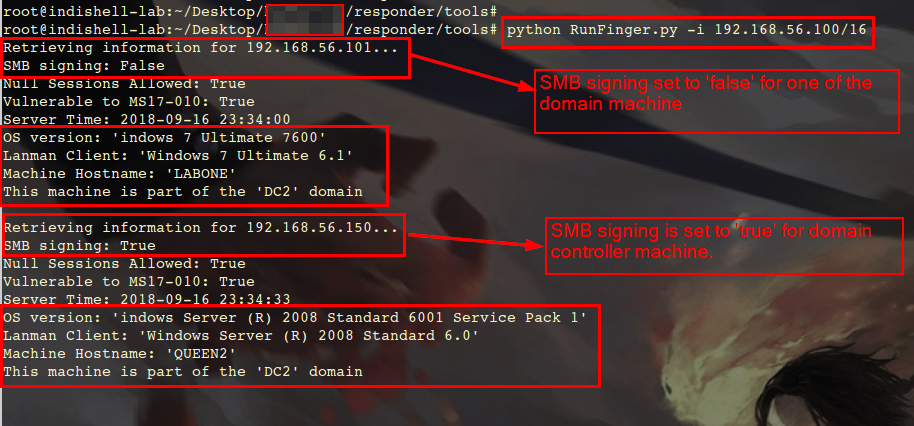 root@indishell-lab:~/Desktop/ /responder/tools#
root@indishell-lab:~/Desktop/ /responder/tools# python RunFinger.py -i 192.168.56.100/16
Retrieving information for 192.168.56.101...
SMB signing: False
Null Sessions Allowed: True
Vulnerable to MS17-010: True
Server Time: 2018-09-16 23:34:00
OS version: 'indows 7 Ultimate 7600'
Lanman Client: 'Windows 7 Ultimate 6.1'
Machine Hostname: 'LABONE'
This machine is part of the 'DC2' domain
SMB signing set to 'false' for one of the
domain machine
Retrieving information for 192.168.56.150...
SMB signing: True
Null Sessions Allowed: True
Vulnerable to MS17-010: True
Server Time: 2018-09-16 23:34:33
OS version: 'indows Server (R) 2008 Standard 6001 Service Pack 1'
Lanman Client: 'Windows Server (R) 2008 Standard 6.0'
Machine Hostname: 'QUEEN2'
This machine is part of the 'DC2' domain
SMB signing is set to 'true' for domain
controller machine.